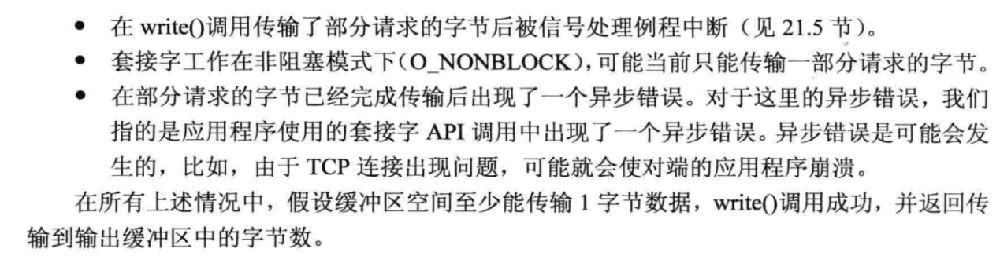 ● 在 write()调用传输了部分请求的字节后被信号处理例程中断（见 21.5 节）。
● 套接字工作在非阻塞模式下(O_NONBLOCK)，可能当前只能传输一部分请求的字节。
● 在部分请求的字节已经完成传输后出现了一个异步错误。对于这里的异步错误，我们
指的是应用程序使用的套接字 API 调用中出现了一个异步错误。异步错误是可能会发
生的，比如，由于 TCP 连接出现问题，可能就会使对端的应用程序崩溃。
在所有上述情况中，假设缓冲区空间至少能传输 1 字节数据，write()调用成功，并返回传
输到输出缓冲区中的字节数。